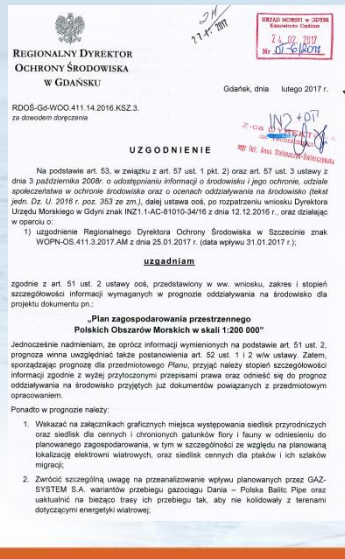 URZĄD MORSKI w GDYNI
Kancelaria Ogólna
24. 02. 2017
Nr
REGIONALNY DYREKTOR
OCHRONY ŚRODOWISKA
W GDAŃSKU
Gdańsk, dnia lutego 2017 r.
RDOŚ-Gd-WOO.411.14.2016.KSZ.3.
za dowodem doręczenia
INZ + DT
UZGODNIENIE
Na podstawie art. 53, w związku z art. 57 ust. 1 pkt. 2) oraz art. 57 ust. 3 ustawy z
dnia 3 października 2008r. o udostępnianiu informacji o środowisku i jego ochronie, udziale
społeczeństwa w ochronie środowiska oraz o ocenach oddziaływania na środowisko (tekst
jedn. Dz. U. 2016 r. poz. 353 ze zm.), dalej ustawa ooś, po rozpatrzeniu wniosku Dyrektora
Urzędu Morskiego w Gdyni znak INZ1.1-AC-81010-34/16 z dnia 12.12.2016 r., oraz działając
w oparciu o:
1) uzgodnienie Regionalnego Dyrektora Ochrony Środowiska w Szczecinie znak
WOPN-OS.411.3.2017.AM z dnia 25.01.2017 r. (data wpływu 31.01.2017 r.);
uzgadniam
zgodnie z art. 51 ust. 2 ustawy ooś, przedstawiony w ww. wniosku, zakres i stopień
szczegółowości informacji wymaganych w prognozie oddziaływania na środowisko dla
projektu dokumentu pn.:
„Plan zagospodarowania przestrzennego
Polskich Obszarów Morskich w skali 1:200 000"
Jednocześnie nadmieniam, że oprócz informacji wymienionych na podstawie art. 51 ust. 2,
prognoza winna uwzględniać także postanowienia art. 52 ust. 1 i 2 w/w ustawy. Zatem,
sporządzając prognozę dla przedmiotowego Planu, przyjąć należy stopień szczegółowości
informacji zgodnie z wyżej przytoczonymi przepisami prawa oraz odnieść się do prognoz
oddziaływania na środowisko przyjętych już dokumentów powiązanych z przedmiotowym
opracowaniem.
Ponadto w prognozie należy:
1. Wskazać na załącznikach graficznych miejsca występowania siedlisk przyrodniczych
oraz siedlisk dla cennych i chronionych gatunków flory i fauny w odniesieniu do
planowanego zagospodarowania, w tym w szczególności ze względu na planowaną
lokalizację elektrowni wiatrowych, oraz siedlisk cennych dla ptaków i ich szlaków
migracji;
2. Zwrócić szczególną uwagę na przeanalizowanie wpływu planowanych przez GAZ-
SYSTEM S.A. wariantów przebiegu gazociągu Dania – Polska Balitc Pipe oraz
uaktualnić na bieżąco trasy ich przebiegu tak, aby nie kolidowały z terenami
dotyczącymi energetyki wiatrowej;